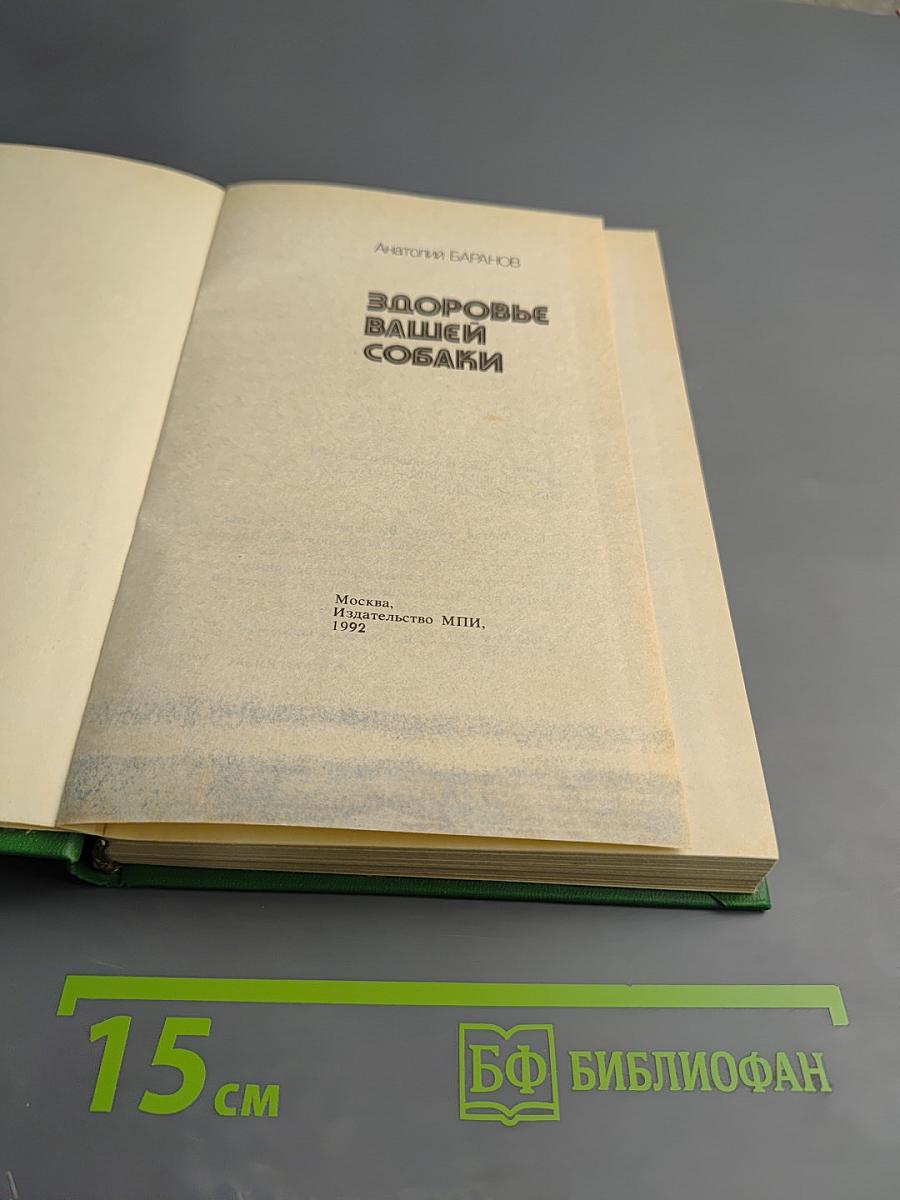 Анатолий БАРАНОВ
ЗДОРОВЬЕ
ВАШЕЙ
СОБАКИ
Москва,
Издательство МПИ,
1992
15 см
БФ БИБЛИОФАН